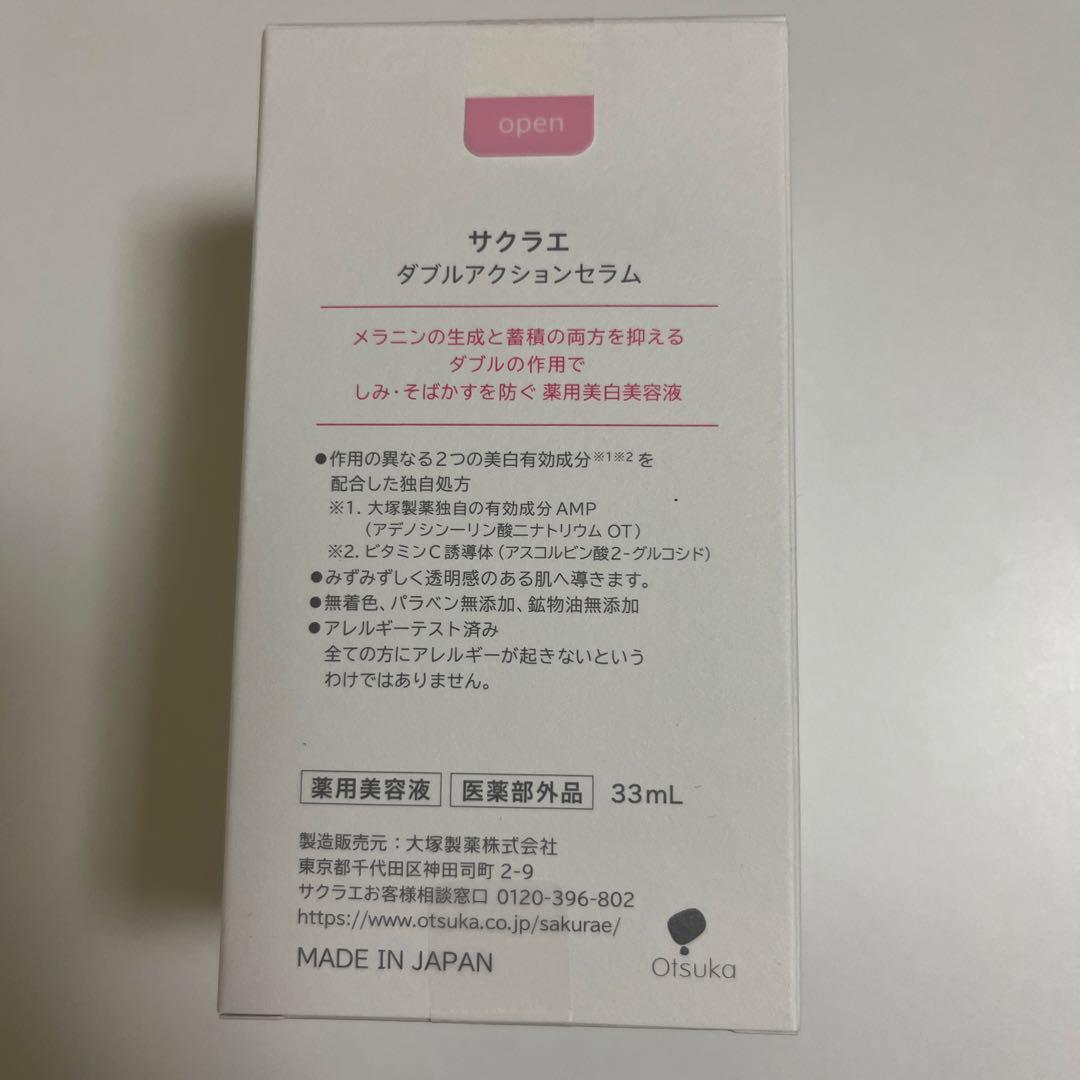 open
サクラエ
ダブルアクションセラム
メラニンの生成と蓄積の両方を抑える
ダブルの作用で
しみ・そばかすを防ぐ 薬用美白美容液
●作用の異なる2つの美白有効成分※1※2を
配合した独自処方
※1. 大塚製薬独自の有効成分AMP
（アデノシン一リン酸二ナトリウム OT）
※2. ビタミンC誘導体（アスコルビン酸2-グルコシド）
●みずみずしく透明感のある肌へ導きます。
●無着色、パラベン無添加、鉱物油無添加
●アレルギーテスト済み
全ての方にアレルギーが起きないという
わけではありません。
薬用美容液 医薬部外品 33mL
製造販売元：大塚製薬株式会社
東京都千代田区神田司町 2-9
サクラエお客様相談窓口 0120-396-802
https://www.otsuka.co.jp/sakurae/
MADE IN JAPAN
Otsuka